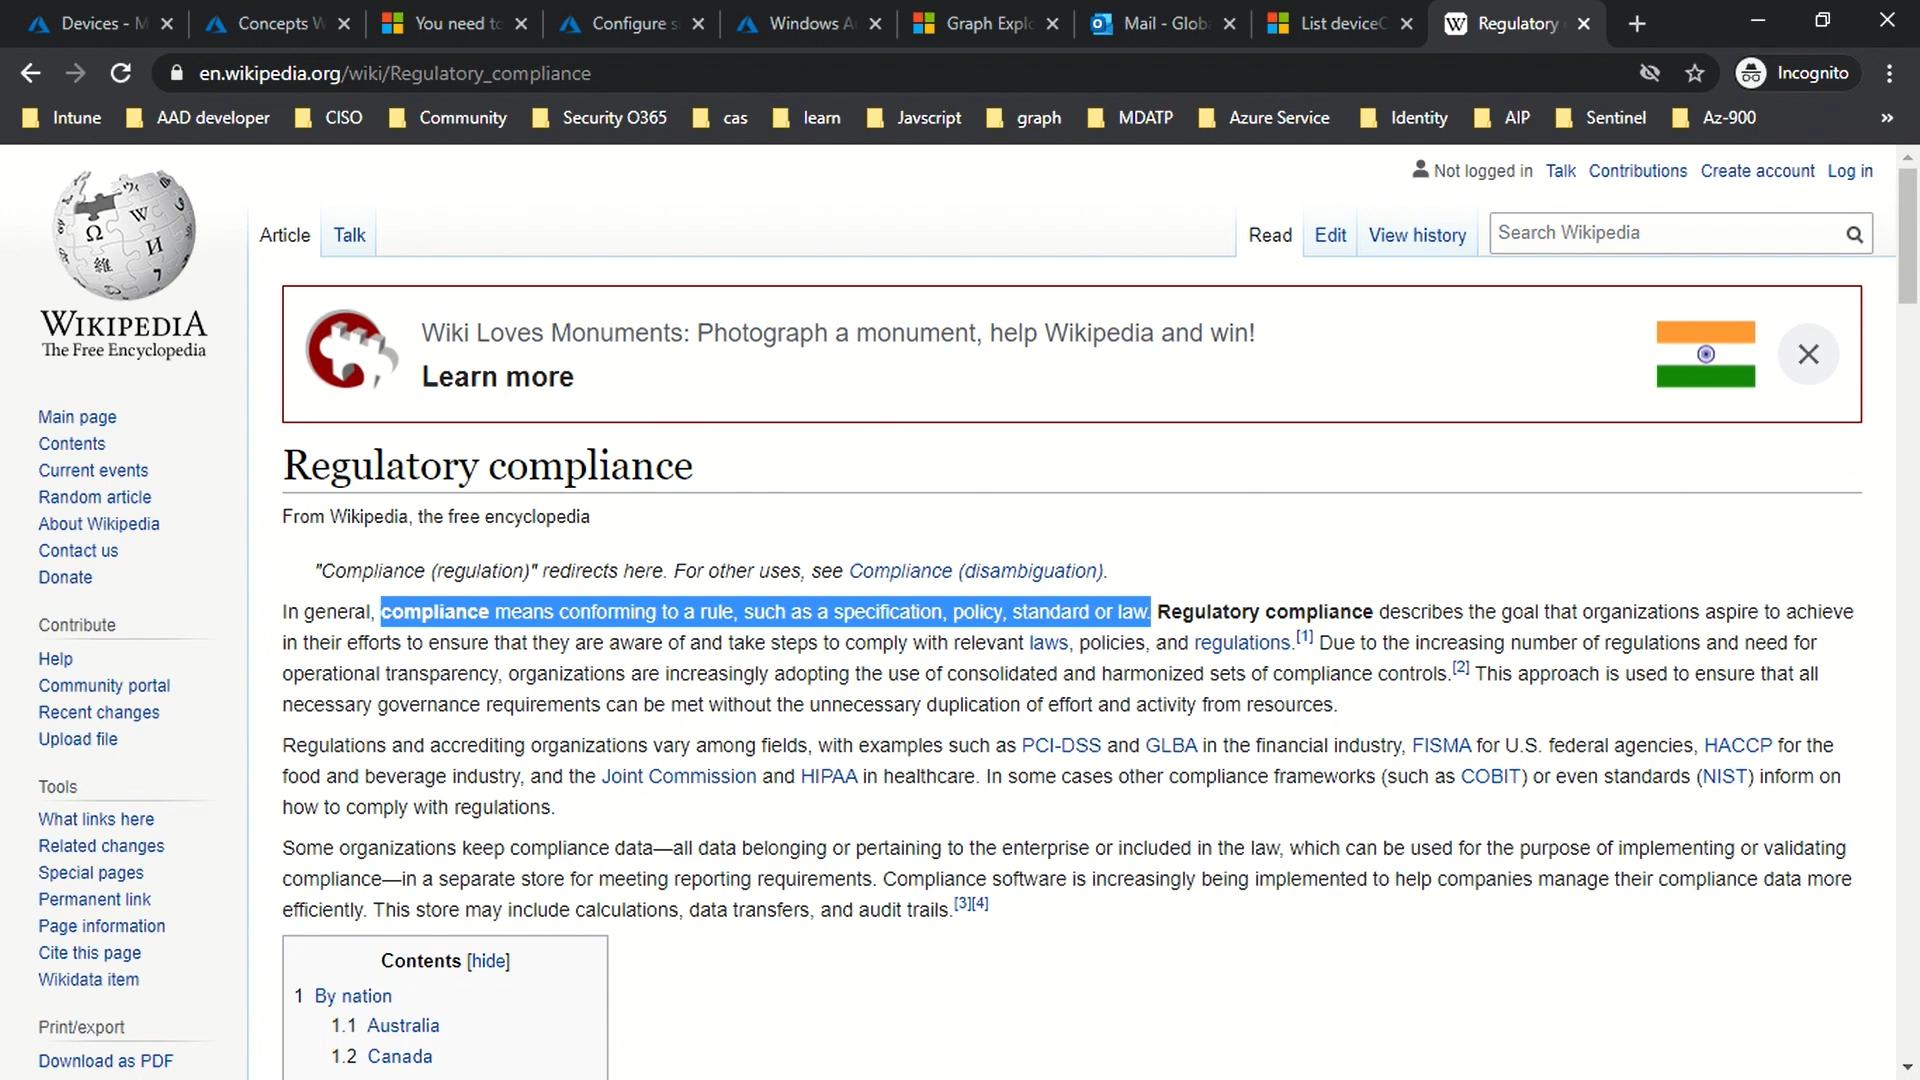 Devices - M
Concepts W
You need to
Configure s
Windows A
Graph Explo
Mail - Globa
List deviceC
Regulatory
en.wikipedia.org/wiki/Regulatory_compliance
Incognito
Intune
AAD developer
CISO
Community
Security O365
cas
learn
Javscript
graph
MDATP
Azure Service
Identity
AIP
Sentinel
Az-900
»
Not logged in Talk Contributions Create account Log in
Article Talk Read Edit View history Search Wikipedia
WIKIPEDIA
The Free Encyclopedia
Wiki Loves Monuments: Photograph a monument, help Wikipedia and win!
Learn more
Main page
Contents
Current events
Random article
About Wikipedia
Contact us
Donate
Contribute
Help
Community portal
Recent changes
Upload file
Tools
What links here
Related changes
Special pages
Permanent link
Page information
Cite this page
Wikidata item
Print/export
Download as PDF
Regulatory compliance
From Wikipedia, the free encyclopedia
"Compliance (regulation)" redirects here. For other uses, see Compliance (disambiguation).
In general, compliance means conforming to a rule, such as a specification, policy, standard or law. Regulatory compliance describes the goal that organizations aspire to achieve
in their efforts to ensure that they are aware of and take steps to comply with relevant laws, policies, and regulations.[1] Due to the increasing number of regulations and need for
operational transparency, organizations are increasingly adopting the use of consolidated and harmonized sets of compliance controls.[2] This approach is used to ensure that all
necessary governance requirements can be met without the unnecessary duplication of effort and activity from resources.
Regulations and accrediting organizations vary among fields, with examples such as PCI-DSS and GLBA in the financial industry, FISMA for U.S. federal agencies, HACCP for the
food and beverage industry, and the Joint Commission and HIPAA in healthcare. In some cases other compliance frameworks (such as COBIT) or even standards (NIST) inform on
how to comply with regulations.
Some organizations keep compliance data—all data belonging or pertaining to the enterprise or included in the law, which can be used for the purpose of implementing or validating
compliance—in a separate store for meeting reporting requirements. Compliance software is increasingly being implemented to help companies manage their compliance data more
efficiently. This store may include calculations, data transfers, and audit trails.[3][4]
Contents [hide]
1 By nation
1.1 Australia
1.2 Canada